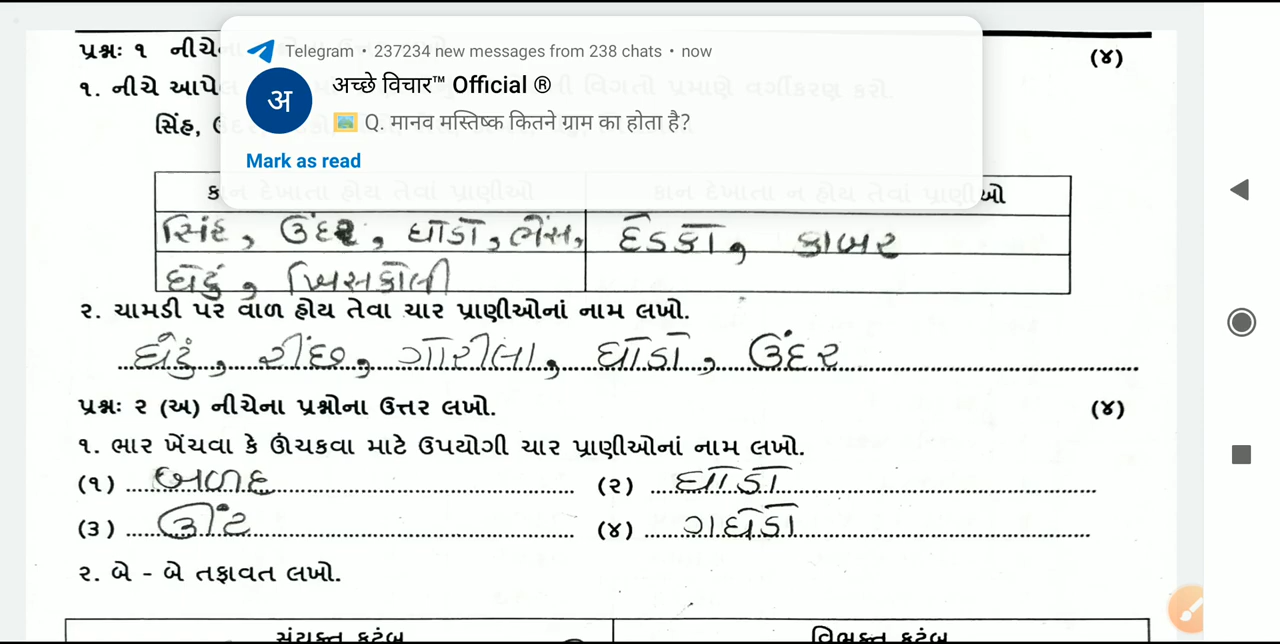 Telegram • 237234 new messages from 238 chats • now
अ
अच्छे विचार™ Official ®
Q. मानव मस्तिष्क कितने ग्राम का होता है?
Mark as read
પ્રશ્નઃ ૧ નીચેના (૪)
૧. નીચે આપેલ વિગતો પ્રમાણે વર્ગીકરણ કરો.
સિંહ,
કાન દેખાતા હોય તેવાં પ્રાણીઓ કાન દેખાતા ન હોય તેવાં પ્રાણીઓ
સિંહ, ઉંદર, ઘોડો, ભેંસ, દેડકો, કાબર
ઘેટું, ખિસકોલી
૨. ચામડી પર વાળ હોય તેવા ચાર પ્રાણીઓનાં નામ લખો.
ઘેટું, રીંછ, ગોરીલા, ઘોડો, ઉંદર
પ્રશ્નઃ ૨ (અ) નીચેના પ્રશ્નોના ઉત્તર લખો. (૪)
૧. ભાર ખેંચવા કે ઊંચકવા માટે ઉપયોગી ચાર પ્રાણીઓનાં નામ લખો.
(૧) બળદ (૨) ઘોડો
(૩) ઊંટ (૪) ગધેડો
૨. બે - બે તફાવત લખો.
સંયુક્ત કુટુંબ વિભક્ત કુટુંબ